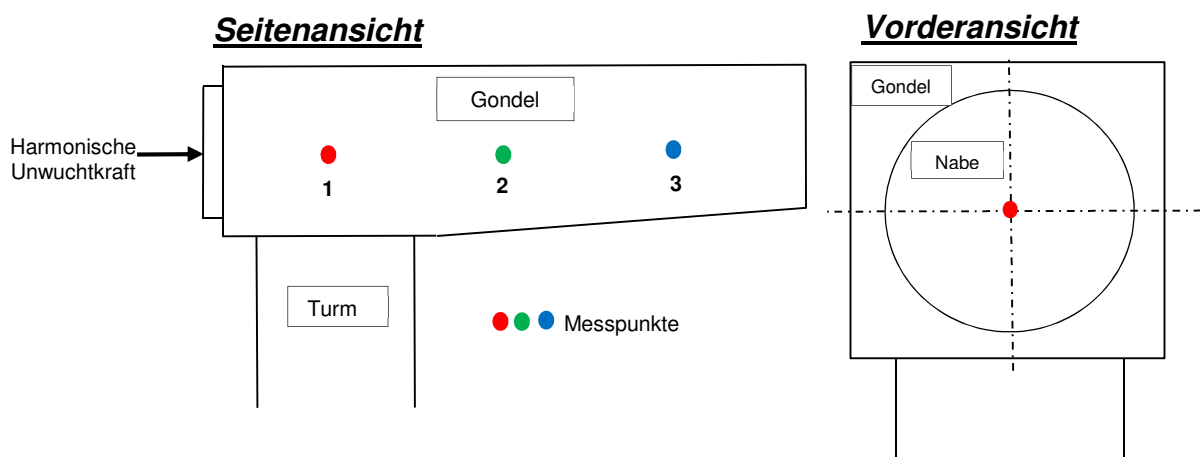 Seitenansicht
Vorderansicht
Gondel
Harmonische
Unwuchtkraft
1
2
3
Turm
Messpunkte
Gondel
Nabe